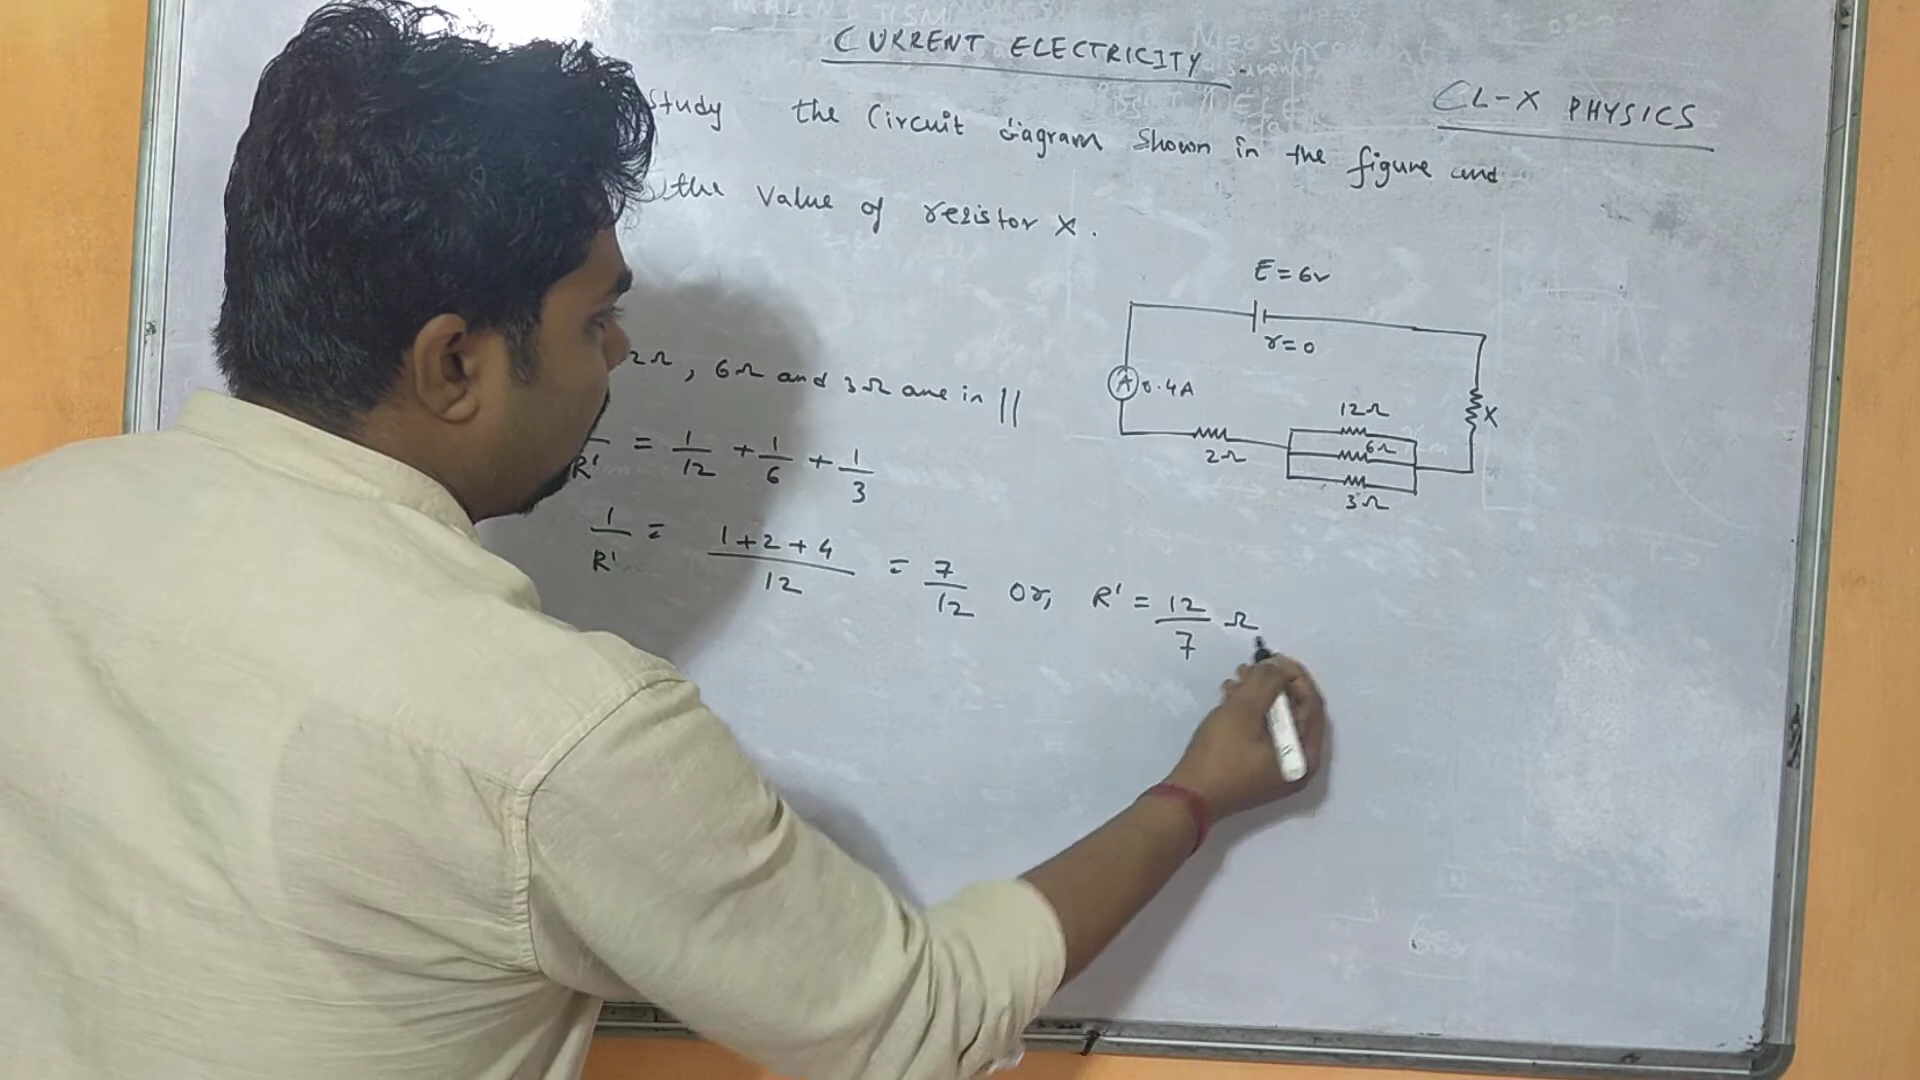 CURRENT ELECTRICITY
CL-X PHYSICS
Study the Circuit diagram shown in the figure and
the value of resistor X.
E = 6v
r = 0
A 0.4A
12Ω
X
6Ω
2Ω
3Ω
2Ω, 6Ω and 3Ω are in ||
R' = 1/12 + 1/6 + 1/3
1/R' = 1+2+4/12 = 7/12 or, R' = 12/7 Ω